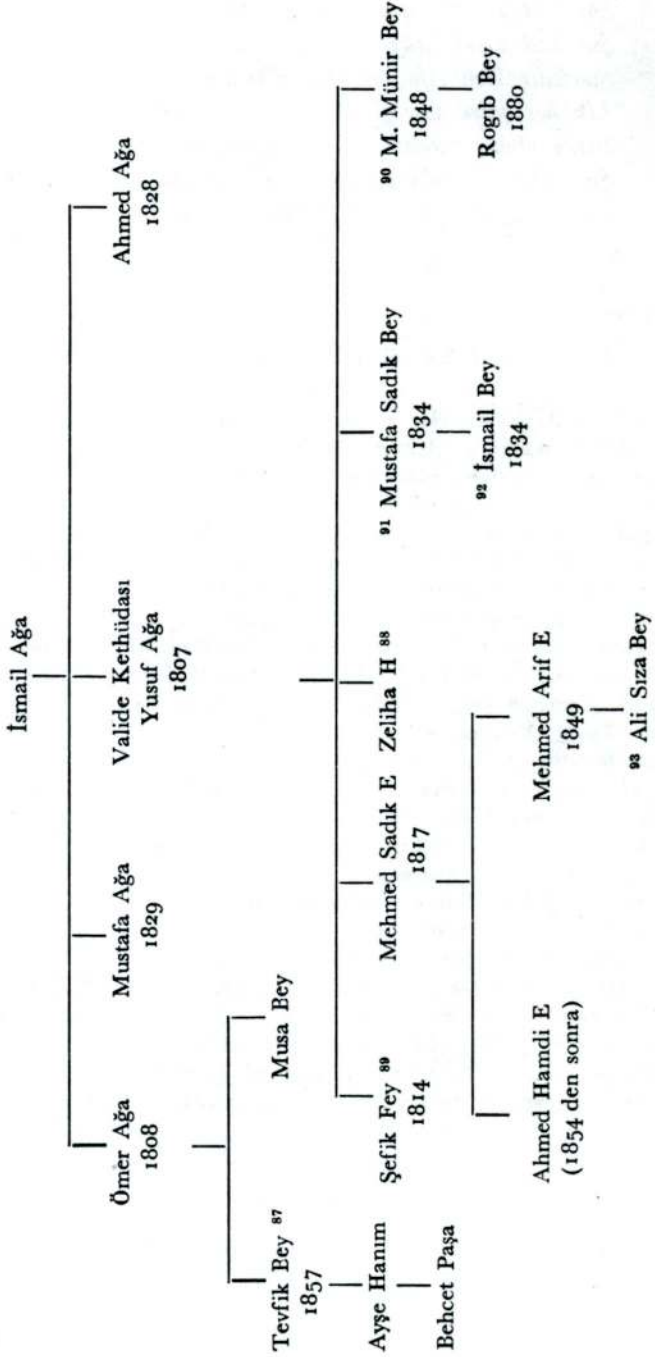 İsmail Ağa
Ömer Ağa
1808
Mustafa Ağa
1829
Valide Kethüdası
Yusuf Ağa
1807
Ahmed Ağa
1828
Tevfik Bey ⁸⁷
1857
Musa Bey
Ayşe Hanım
Behcet Paşa
Şefik Fey ⁸⁹
1814
Mehmed Sadık E
1817
Zeliha H ⁸⁸
⁹¹ Mustafa Sadık Bey
1834
⁹⁰ M. Münir Bey
1848
⁹² İsmail Bey
1834
Rogıb Bey
1880
Ahmed Hamdi E
(1854 den sonra)
Mehmed Arif E
1849
⁹³ Ali Sıza Bey